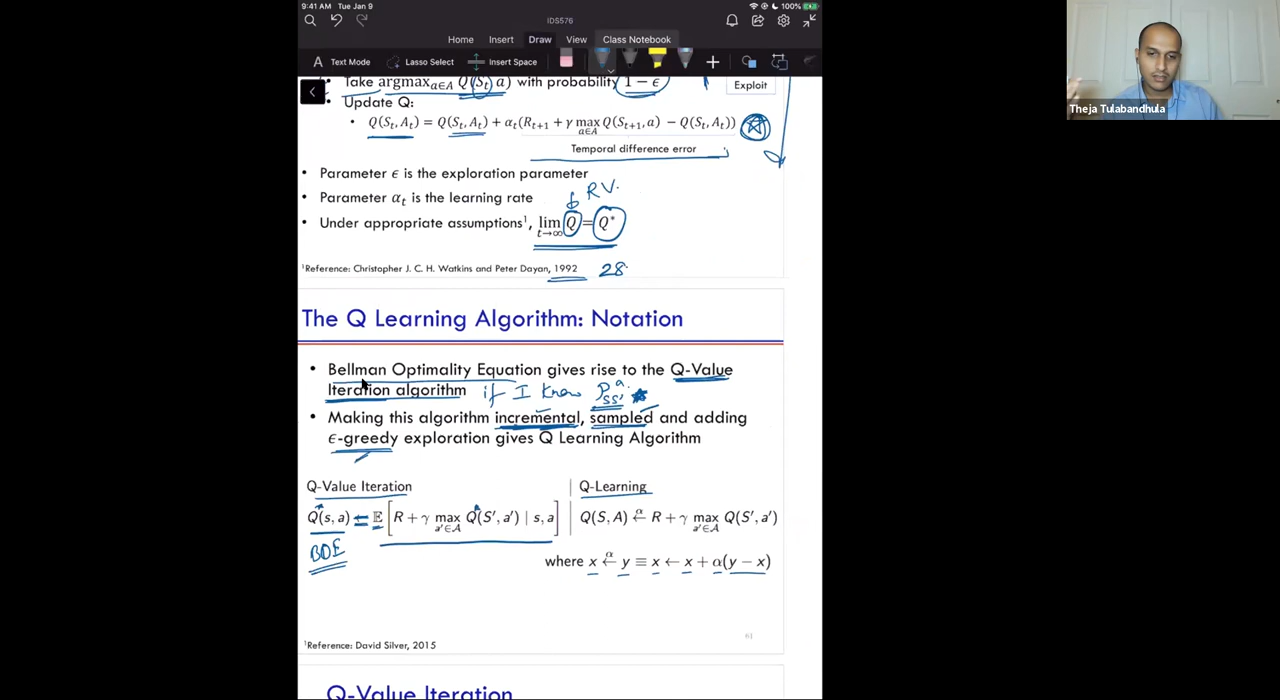 9:41 AM Tue Jan 9
100%
IDS576
Home Insert Draw View Class Notebook
Text Mode Lasso Select Insert Space
• Take argmax_{a∈A} Q(S_t, a) with probability 1 − ϵ
Exploit
• Update Q:
• Q(S_t, A_t) = Q(S_t, A_t) + α_t(R_{t+1} + γ max_{a∈A} Q(S_{t+1}, a) − Q(S_t, A_t))
Temporal difference error
• Parameter ϵ is the exploration parameter
RV.
• Parameter α_t is the learning rate
• Under appropriate assumptions¹, lim_{t→∞} Q = Q*
¹Reference: Christopher J. C. H. Watkins and Peter Dayan, 1992 28
The Q Learning Algorithm: Notation
• Bellman Optimality Equation gives rise to the Q-Value
Iteration algorithm if I know P^a_{ss'}
• Making this algorithm incremental, sampled and adding
ϵ-greedy exploration gives Q Learning Algorithm
Q-Value Iteration
Q*(s, a) ← 𝔼[R + γ max_{a'∈A} Q*(S', a') | s, a]
BOE
Q-Learning
Q(S, A) ←^α R + γ max_{a'∈A} Q(S', a')
where x ←^α y ≡ x ← x + α(y − x)
61
¹Reference: David Silver, 2015
Q-Value Iteration
Theja Tulabandhula